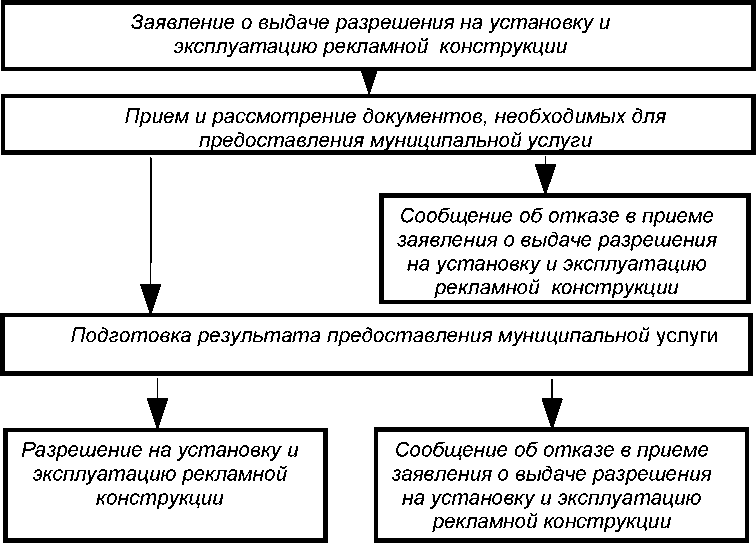 Заявление о выдаче разрешения на установку и
эксплуатацию рекламной конструкции
Прием и рассмотрение документов, необходимых для
предоставления муниципальной услуги
Сообщение об отказе в приеме
заявления о выдаче разрешения
на установку и эксплуатацию
рекламной конструкции
Подготовка результата предоставления муниципальной услуги
Разрешение на установку и
эксплуатацию рекламной
конструкции
Сообщение об отказе в приеме
заявления о выдаче разрешения
на установку и эксплуатацию
рекламной конструкции